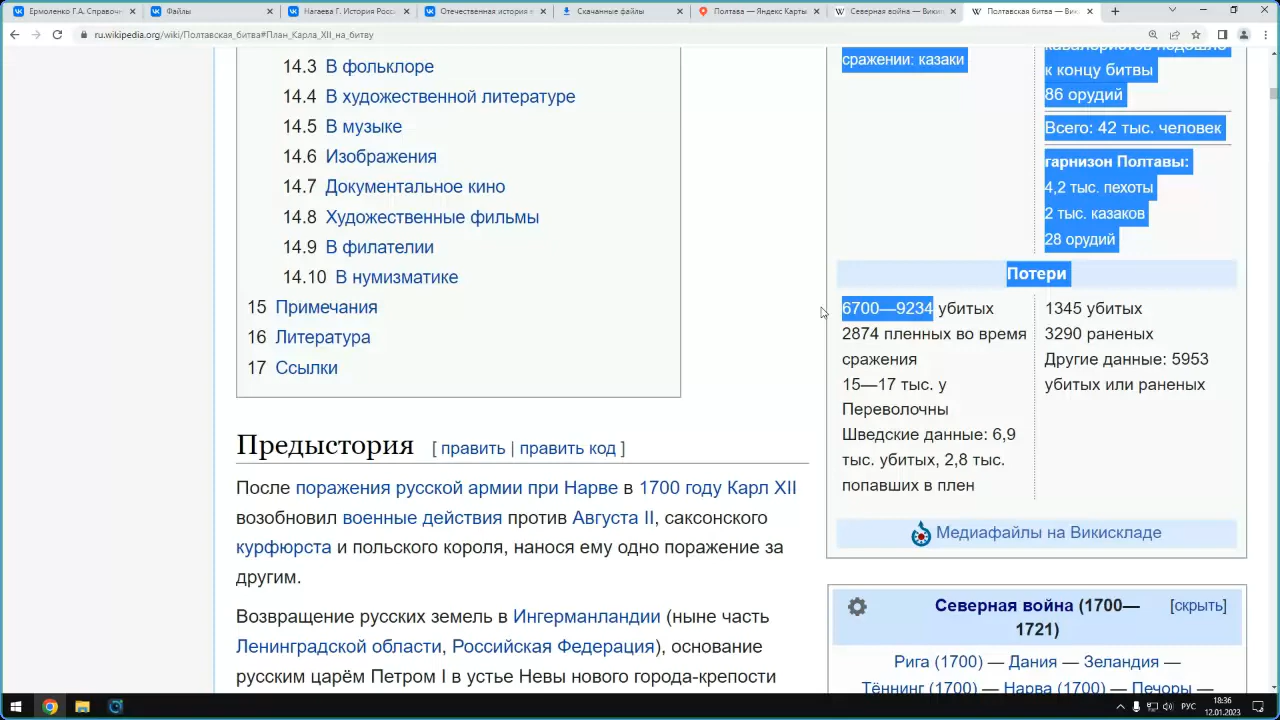 Ермоленко Г.А. Справочн
Файлы
Нагаева Г. История Росс
Отечественная история в
Скачанные файлы
Полтава — Яндекс Карты
Северная война — Викиц
Полтавская битва — Вик
ru.wikipedia.org/wiki/Полтавская_битва#План_Карла_XII_на_битву
14.3 В фольклоре
14.4 В художественной литературе
14.5 В музыке
14.6 Изображения
14.7 Документальное кино
14.8 Художественные фильмы
14.9 В филателии
14.10 В нумизматике
15 Примечания
16 Литература
17 Ссылки
Предыстория [ править | править код ]
После поражения русской армии при Нарве в 1700 году Карл XII
возобновил военные действия против Августа II, саксонского
курфюрста и польского короля, нанося ему одно поражение за
другим.
Возвращение русских земель в Ингерманландии (ныне часть
Ленинградской области, Российская Федерация), основание
русским царём Петром I в устье Невы нового города-крепости
сражении: казаки
кавалеристов подошло
к концу битвы
86 орудий
Всего: 42 тыс. человек
гарнизон Полтавы:
4,2 тыс. пехоты
2 тыс. казаков
28 орудий
Потери
6700—9234 убитых
2874 пленных во время
сражения
15—17 тыс. у
Переволочны
Шведские данные: 6,9
тыс. убитых, 2,8 тыс.
попавших в плен
1345 убитых
3290 раненых
Другие данные: 5953
убитых или раненых
Медиафайлы на Викискладе
Северная война (1700— [скрыть]
1721)
Рига (1700) — Дания — Зеландия —
Тённинг (1700) — Нарва (1700) — Печоры —
РУС
18:36
12.01.2023